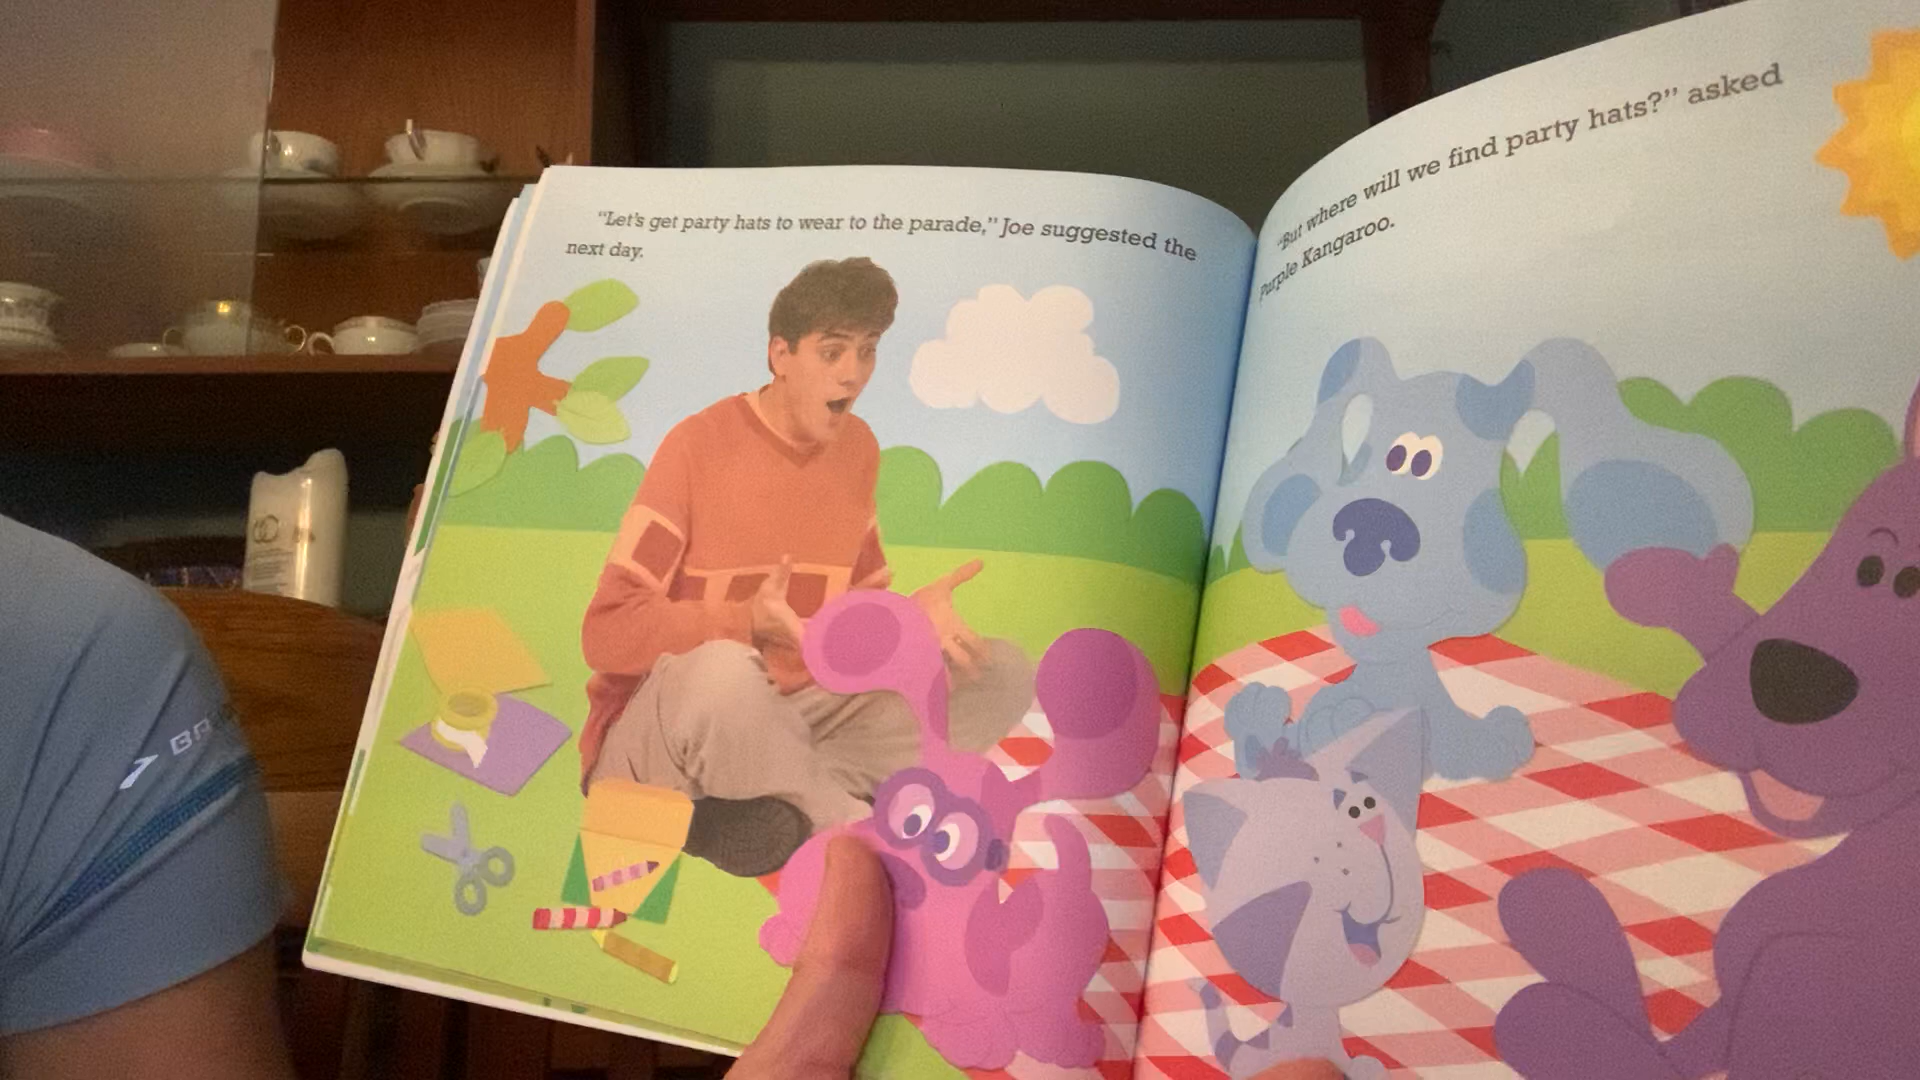 “Let’s get party hats to wear to the parade,” Joe suggested the
next day.
“But where will we find party hats?” asked
Purple Kangaroo.